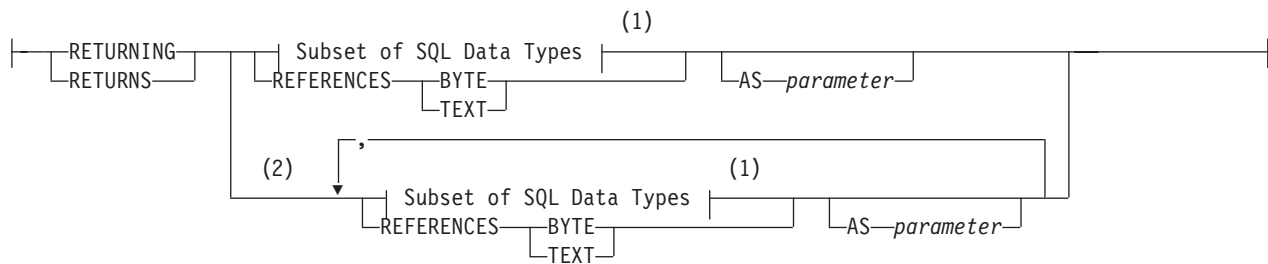 (1)
RETURNING Subset of SQL Data Types
RETURNS REFERENCES BYTE AS parameter
TEXT
,
(2) (1)
Subset of SQL Data Types
REFERENCES BYTE AS parameter
TEXT